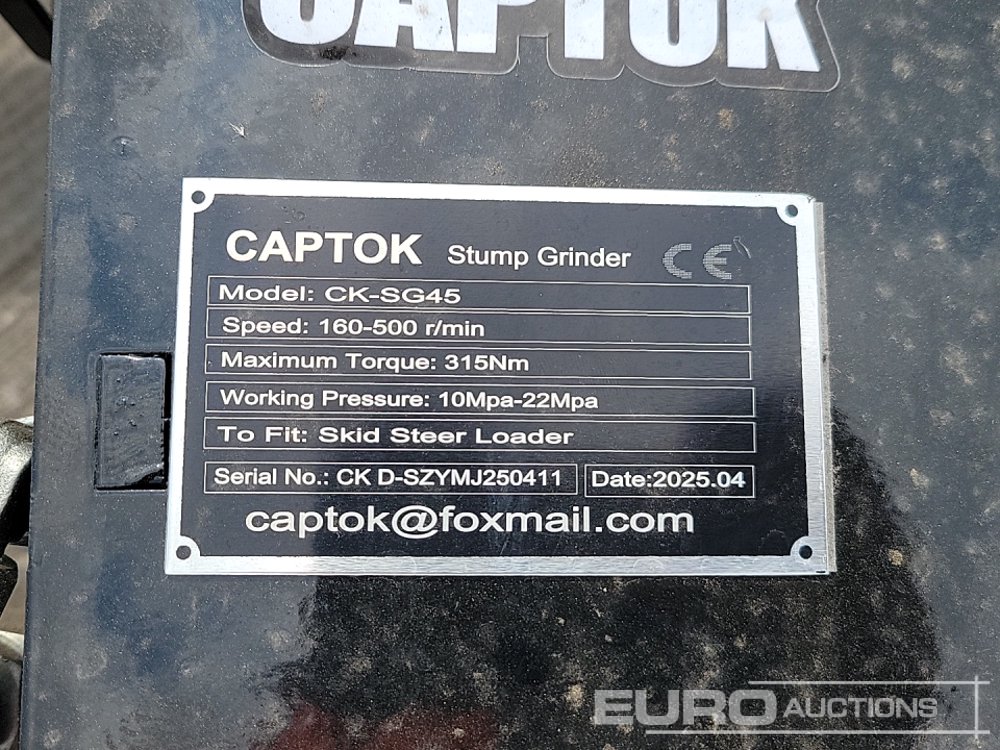 CAPTOK
CAPTOK Stump Grinder CE
Model: CK-SG45
Speed: 160-500 r/min
Maximum Torque: 315Nm
Working Pressure: 10Mpa-22Mpa
To Fit: Skid Steer Loader
Serial No.: CK D-SZYMJ250411 Date:2025.04
captok@foxmail.com
EURO AUCTIONS